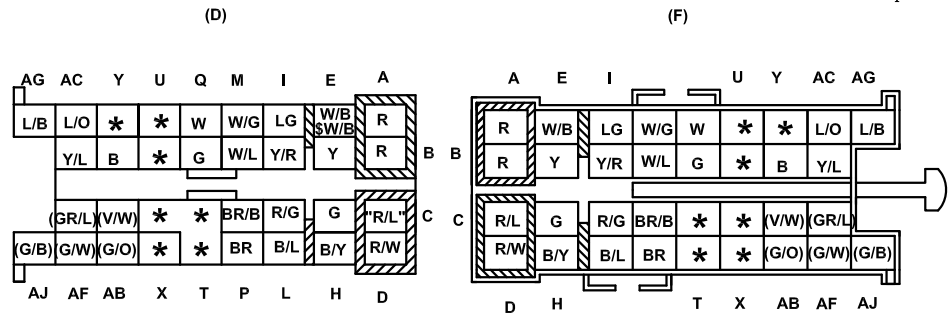 (D) (F)
AG AC Y U Q M I E A
A E I U Y AC AG
L/B L/O * * W W/G LG W/B $W/B R
R W/B LG W/G W * * L/O L/B
Y/L B * G W/L Y/R Y R B
B R Y Y/R W/L G * B Y/L
(GR/L) (V/W) * * BR/B R/G G "R/L" C
C R/L G R/G BR/B * * (V/W) (GR/L)
(G/B) (G/W) (G/O) * * BR B/L B/Y R/W
R/W B/Y B/L BR * * (G/O) (G/W) (G/B)
AJ AF AB X T P L H D
D H T X AB AF AJ